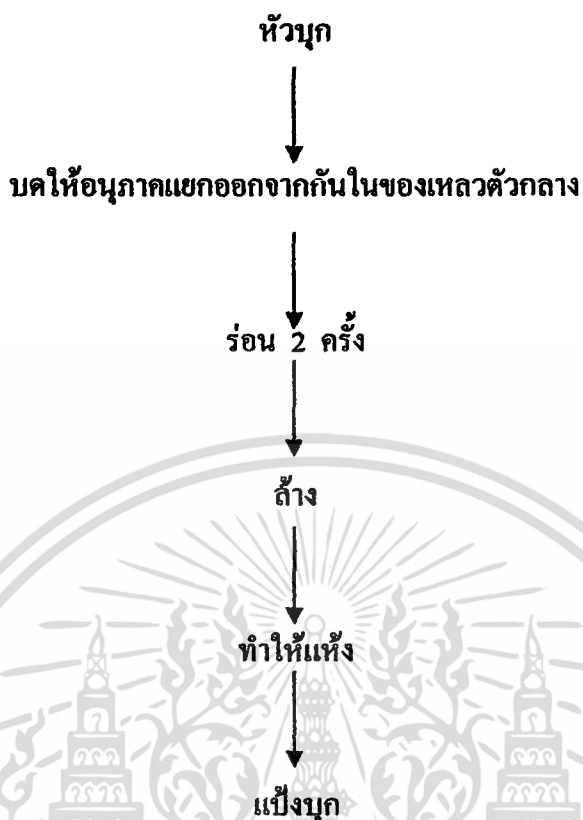 หัวบุก
บดให้อนุภาคแยกออกจากกันในของเหลวตัวกลาง
ร่อน 2 ครั้ง
ล้าง
ทำให้แห้ง
แป้งบุก